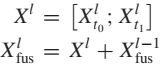 X^l = [X^l_{t_0}; X^l_{t_1}]
X^l_{fus} = X^l + X^{l-1}_{fus}